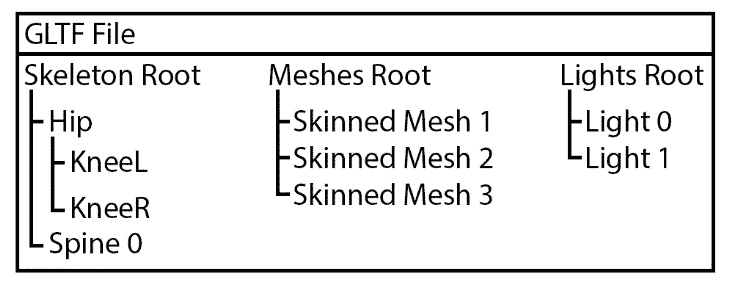 GLTF File
Skeleton Root
Hip
KneeL
KneeR
Spine 0
Meshes Root
Skinned Mesh 1
Skinned Mesh 2
Skinned Mesh 3
Lights Root
Light 0
Light 1